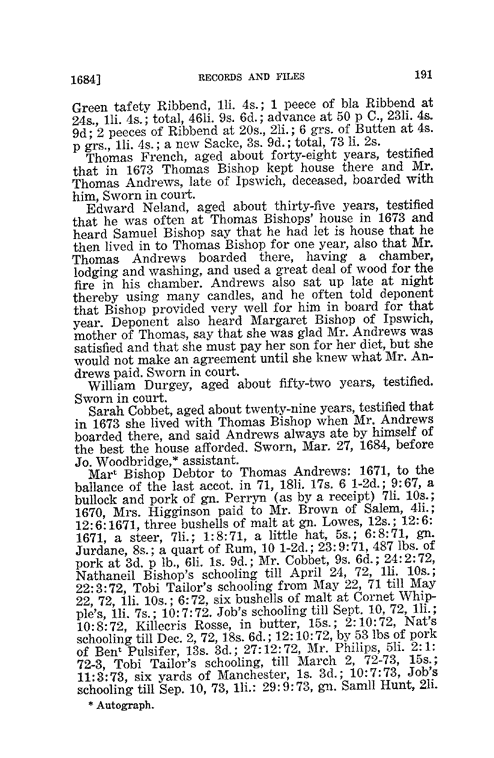 1684]	RECORDS AND FILES	191
Green tafety Ribbend, 1li. 4s.; 1 peece of bla Ribbend at
24s., 1li. 4s.; total, 46li. 9s. 6d.; advance at 50 p C., 23li. 4s.
9d; 2 peeces of Ribbend at 20s., 2li.; 6 grs. of Butten at 4s.
p grs., 1li. 4s.; a new Sacke, 3s. 9d.; total, 73 li. 2s.
Thomas French, aged about forty-eight years, testified
that in 1673 Thomas Bishop kept house there and Mr.
Thomas Andrews, late of Ipswich, deceased, boarded with
him, Sworn in court.
Edward Neland, aged about thirty-five years, testified
that he was often at Thomas Bishops' house in 1673 and
heard Samuel Bishop say that he had let is house that he
then lived in to Thomas Bishop for one year, also that Mr.
Thomas Andrews boarded there, having a chamber,
lodging and washing, and used a great deal of wood for the
fire in his chamber. Andrews also sat up late at night
thereby using many candles, and he often told deponent
that Bishop provided very well for him in board for that
year. Deponent also heard Margaret Bishop of Ipswich,
mother of Thomas, say that she was glad Mr. Andrews was
satisfied and that she must pay her son for her diet, but she
would not make an agreement until she knew what Mr. An-
drews paid. Sworn in court.
William Durgey, aged about fifty-two years, testified.
Sworn in court.
Sarah Cobbet, aged about twenty-nine years, testified that
in 1673 she lived with Thomas Bishop when Mr. Andrews
boarded there, and said Andrews always ate by himself of
the best the house afforded. Sworn, Mar. 27, 1684, before
Jo. Woodbridge,* assistant.
Marᵗ Bishop Debtor to Thomas Andrews: 1671, to the
ballance of the last accot. in 71, 18li. 17s. 6 1-2d.; 9:67, a
bullock and pork of gn. Perryn (as by a receipt) 7li. 10s.;
1670, Mrs. Higginson paid to Mr. Brown of Salem, 4li.;
12:6:1671, three bushells of malt at gn. Lowes, 12s.; 12:6:
1671, a steer, 7li.; 1:8:71, a little hat, 5s.; 6:8:71, gn.
Jurdane, 8s.; a quart of Rum, 10 1-2d.; 23:9:71, 487 lbs. of
pork at 3d. p lb., 6li. 1s. 9d.; Mr. Cobbet, 9s. 6d.; 24:2:72,
Nathaneil Bishop's schooling till April 24, 72, 1li. 10s.;
22:3:72, Tobi Tailor's schooling from May 22, 71 till May
22, 72, 1li. 10s.; 6:72, six bushells of malt at Cornet Whip-
ple's, 1li. 7s.; 10:7:72, Job's schooling till Sept. 10, 72, 1li.;
10:8:72, Killecris Rosse, in butter, 15s.; 2:10:72, Nat's
schooling till Dec. 2, 72, 18s. 6d.; 12:10:72, by 53 lbs of pork
of Benᵗ Pulsifer, 13s. 3d.; 27:12:72, Mr. Philips, 5li. 2:1:
72-3, Tobi Tailor's schooling, till March 2, 72-73, 15s.;
11:3:73, six yards of Manchester, 1s. 3d.; 10:7:73, Job's
schooling till Sep. 10, 73, 1li.: 29:9:73, gn. Samll Hunt, 2li.
* Autograph.